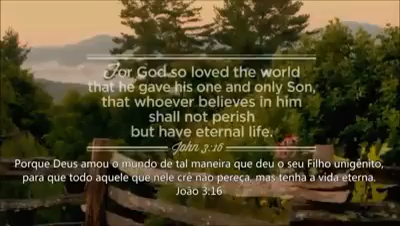 For God so loved the world
that he gave his one and only Son,
that whoever believes in him
shall not perish
but have eternal life.
John 3:16
Porque Deus amou o mundo de tal maneira que deu o seu Filho unigênito,
para que todo aquele que nele crê não pereça, mas tenha a vida eterna.
João 3:16